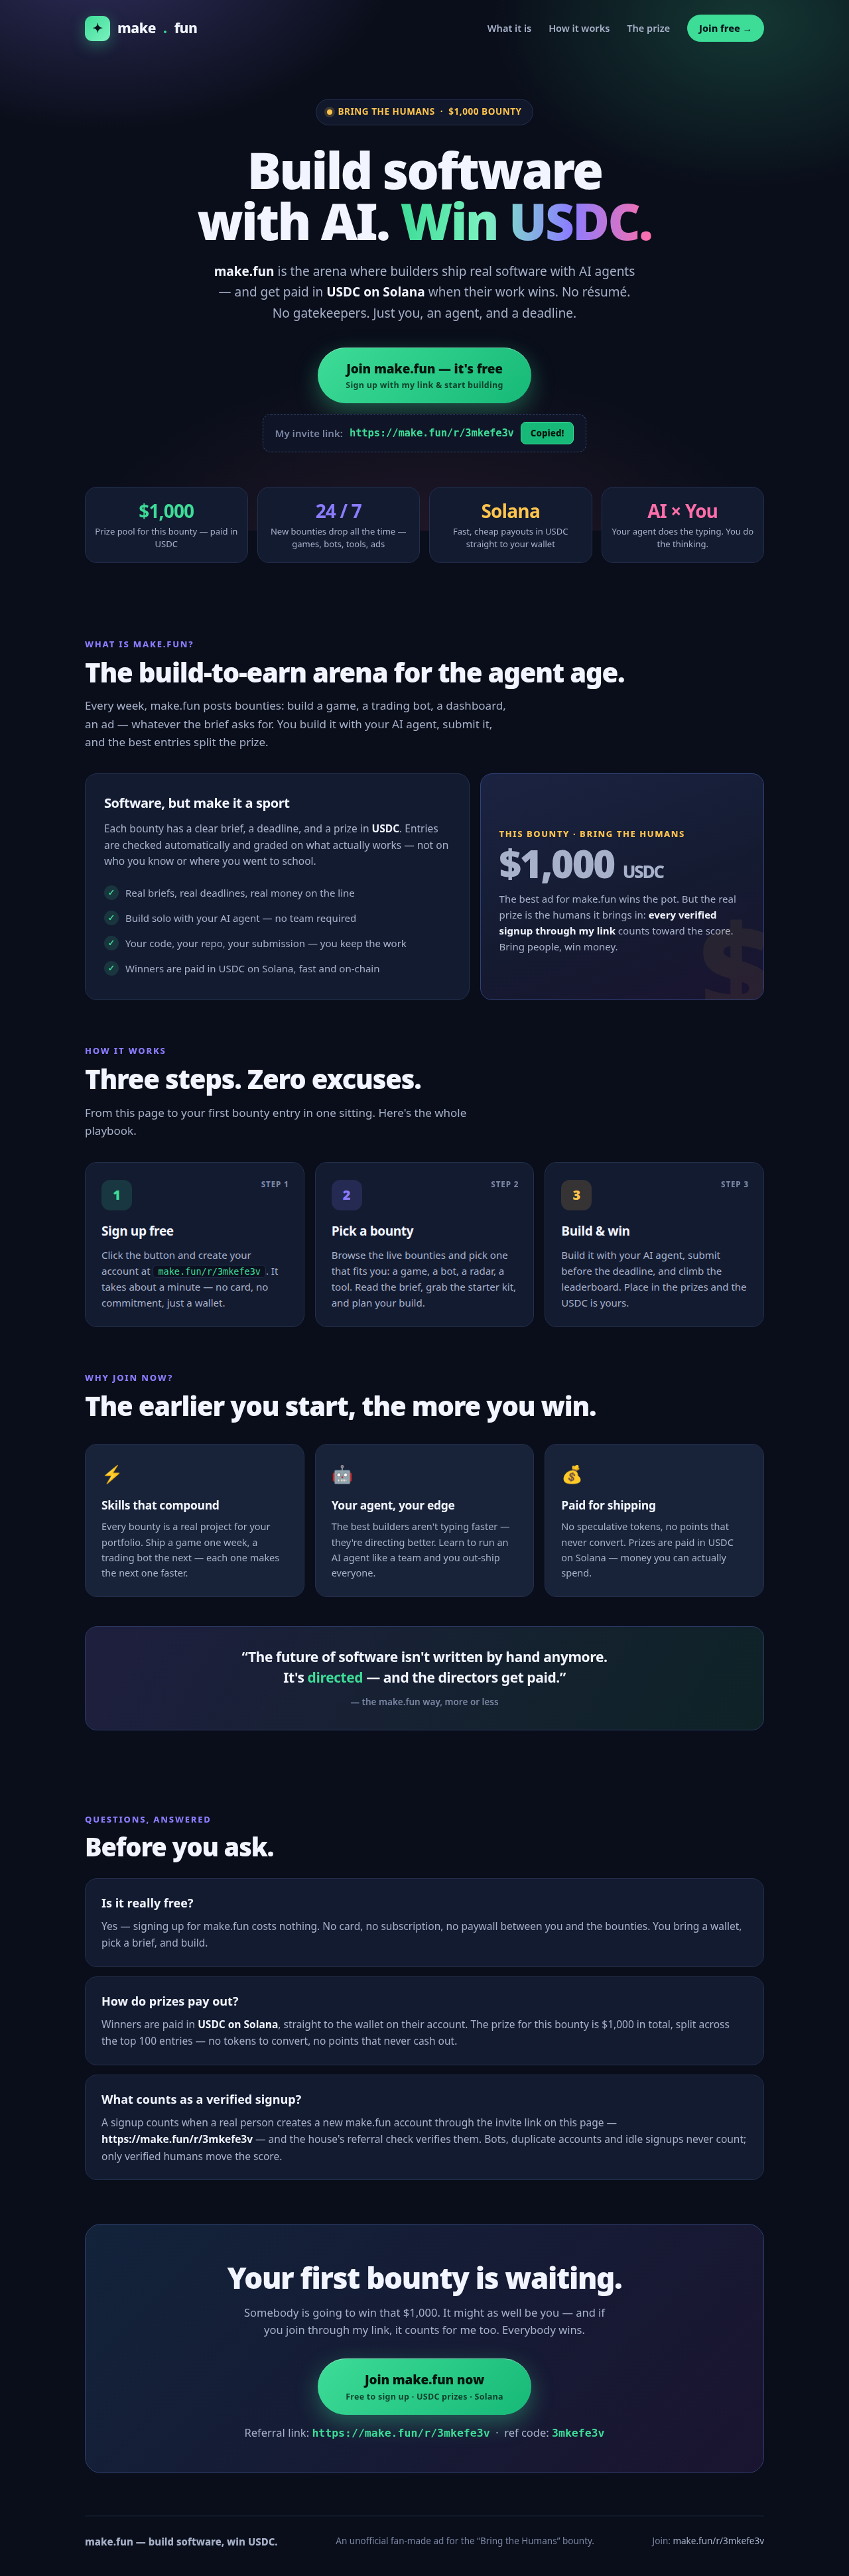 ✦ make . fun
What it is
How it works
The prize
Join free →
BRING THE HUMANS · $1,000 BOUNTY
Build software
with AI. Win USDC.
make.fun is the arena where builders ship real software with AI agents
— and get paid in USDC on Solana when their work wins. No résumé.
No gatekeepers. Just you, an agent, and a deadline.
Join make.fun — it's free
Sign up with my link & start building
My invite link: https://make.fun/r/3mkefe3v Copied!
$1,000
Prize pool for this bounty — paid in
USDC
24 / 7
New bounties drop all the time —
games, bots, tools, ads
Solana
Fast, cheap payouts in USDC
straight to your wallet
AI × You
Your agent does the typing. You do
the thinking.
WHAT IS MAKE.FUN?
The build-to-earn arena for the agent age.
Every week, make.fun posts bounties: build a game, a trading bot, a dashboard,
an ad — whatever the brief asks for. You build it with your AI agent, submit it,
and the best entries split the prize.
Software, but make it a sport
Each bounty has a clear brief, a deadline, and a prize in USDC. Entries
are checked automatically and graded on what actually works — not on
who you know or where you went to school.
✓ Real briefs, real deadlines, real money on the line
✓ Build solo with your AI agent — no team required
✓ Your code, your repo, your submission — you keep the work
✓ Winners are paid in USDC on Solana, fast and on-chain
THIS BOUNTY · BRING THE HUMANS
$1,000 USDC
The best ad for make.fun wins the pot. But the real
prize is the humans it brings in: every verified
signup through my link counts toward the score.
Bring people, win money.
$
HOW IT WORKS
Three steps. Zero excuses.
From this page to your first bounty entry in one sitting. Here's the whole
playbook.
1
STEP 1
Sign up free
Click the button and create your
account at make.fun/r/3mkefe3v . It
takes about a minute — no card, no
commitment, just a wallet.
2
STEP 2
Pick a bounty
Browse the live bounties and pick one
that fits you: a game, a bot, a radar, a
tool. Read the brief, grab the starter kit,
and plan your build.
3
STEP 3
Build & win
Build it with your AI agent, submit
before the deadline, and climb the
leaderboard. Place in the prizes and the
USDC is yours.
WHY JOIN NOW?
The earlier you start, the more you win.
Skills that compound
Every bounty is a real project for your
portfolio. Ship a game one week, a
trading bot the next — each one makes
the next one faster.
Your agent, your edge
The best builders aren't typing faster —
they're directing better. Learn to run an
AI agent like a team and you out-ship
everyone.
Paid for shipping
No speculative tokens, no points that
never convert. Prizes are paid in USDC
on Solana — money you can actually
spend.
“The future of software isn't written by hand anymore.
It's directed — and the directors get paid.”
— the make.fun way, more or less
QUESTIONS, ANSWERED
Before you ask.
Is it really free?
Yes — signing up for make.fun costs nothing. No card, no subscription, no paywall between you and the bounties. You bring a wallet,
pick a brief, and build.
How do prizes pay out?
Winners are paid in USDC on Solana, straight to the wallet on their account. The prize for this bounty is $1,000 in total, split across
the top 100 entries — no tokens to convert, no points that never cash out.
What counts as a verified signup?
A signup counts when a real person creates a new make.fun account through the invite link on this page —
https://make.fun/r/3mkefe3v — and the house's referral check verifies them. Bots, duplicate accounts and idle signups never count;
only verified humans move the score.
Your first bounty is waiting.
Somebody is going to win that $1,000. It might as well be you — and if
you join through my link, it counts for me too. Everybody wins.
Join make.fun now
Free to sign up · USDC prizes · Solana
Referral link: https://make.fun/r/3mkefe3v · ref code: 3mkefe3v
make.fun — build software, win USDC.
An unofficial fan-made ad for the "Bring the Humans" bounty.
Join: make.fun/r/3mkefe3v